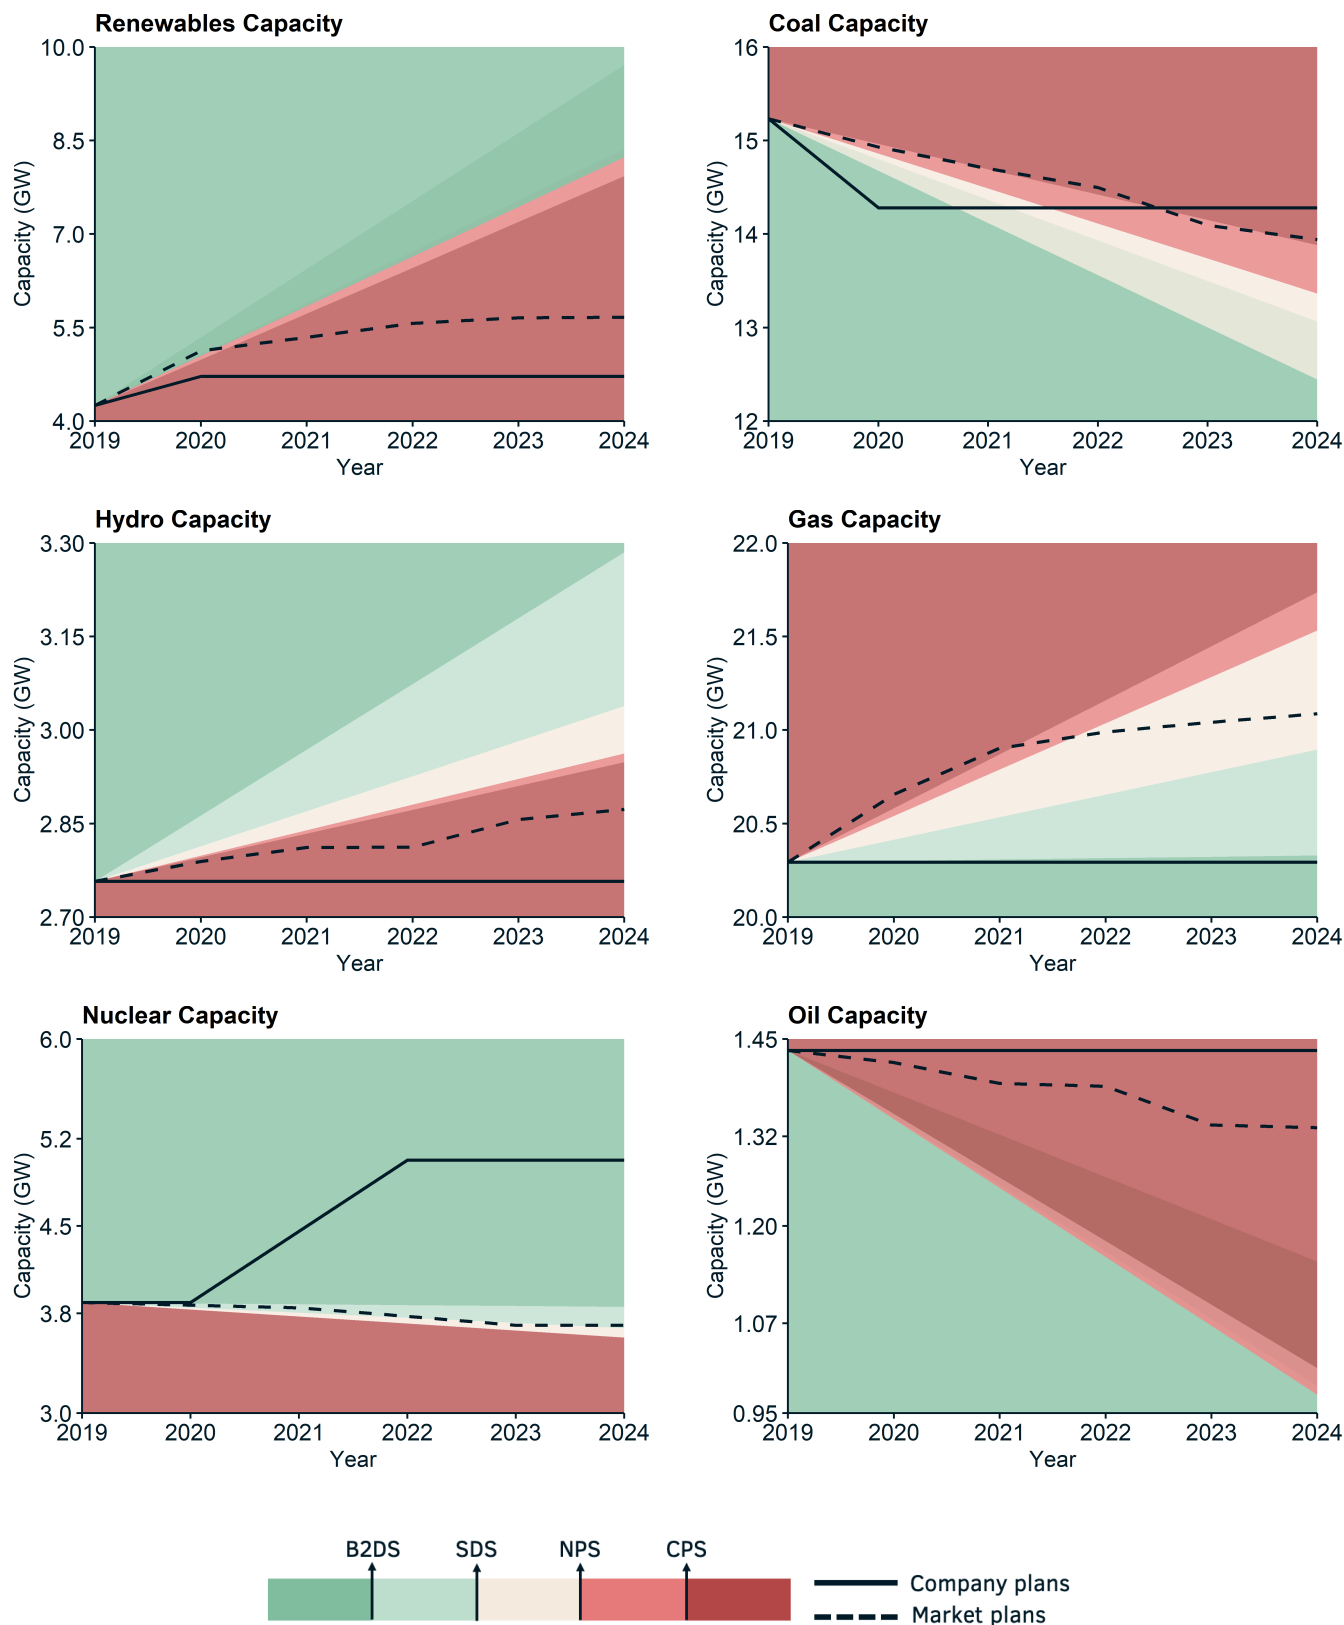 Renewables Capacity
10.0
8.5
7.0
5.5
4.0
Capacity (GW)
2019 2020 2021 2022 2023 2024
Year
Coal Capacity
16
15
14
13
12
Capacity (GW)
2019 2020 2021 2022 2023 2024
Year
Hydro Capacity
3.30
3.15
3.00
2.85
2.70
Capacity (GW)
2019 2020 2021 2022 2023 2024
Year
Gas Capacity
22.0
21.5
21.0
20.5
20.0
Capacity (GW)
2019 2020 2021 2022 2023 2024
Year
Nuclear Capacity
6.0
5.2
4.5
3.8
3.0
Capacity (GW)
2019 2020 2021 2022 2023 2024
Year
Oil Capacity
1.45
1.32
1.20
1.07
0.95
Capacity (GW)
2019 2020 2021 2022 2023 2024
Year
B2DS SDS NPS CPS
Company plans
Market plans